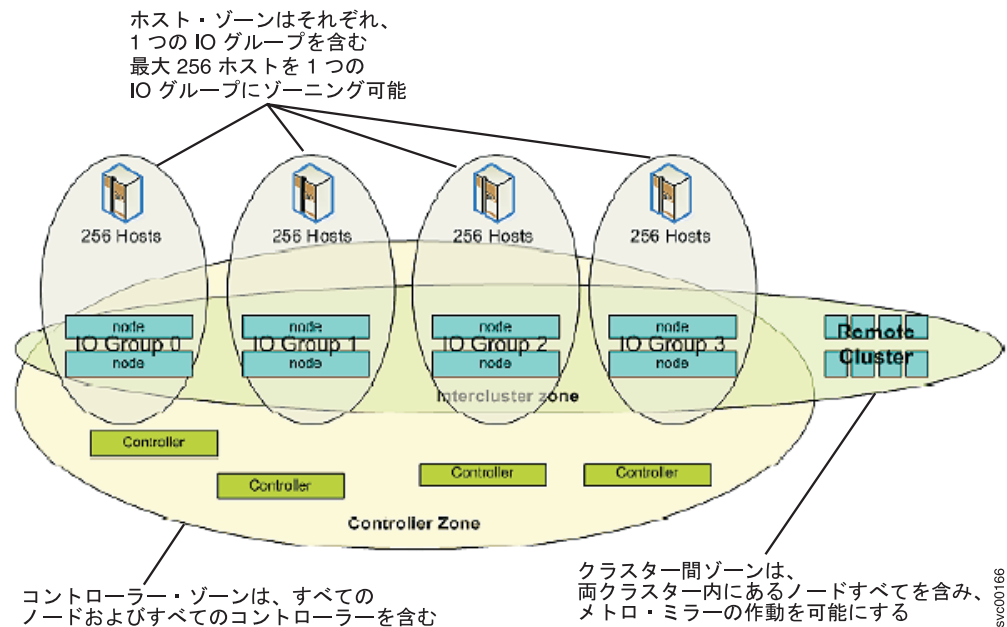 ホスト・ゾーンはそれぞれ、
1 つの IO グループを含む
最大 256 ホストを 1 つの
IO グループにゾーニング可能
256 Hosts
256 Hosts
256 Hosts
256 Hosts
node
node
node
node
IO Group 0
IO Group 1
IO Group 2
IO Group 3
Remote
Cluster
node
node
node
node
Intercluster zone
Controller
Controller
Controller
Controller
Controller Zone
コントローラー・ゾーンは、すべての
ノードおよびすべてのコントローラーを含む
クラスター間ゾーンは、
両クラスター内にあるノードすべてを含み、
メトロ・ミラーの作動を可能にする
svc00166